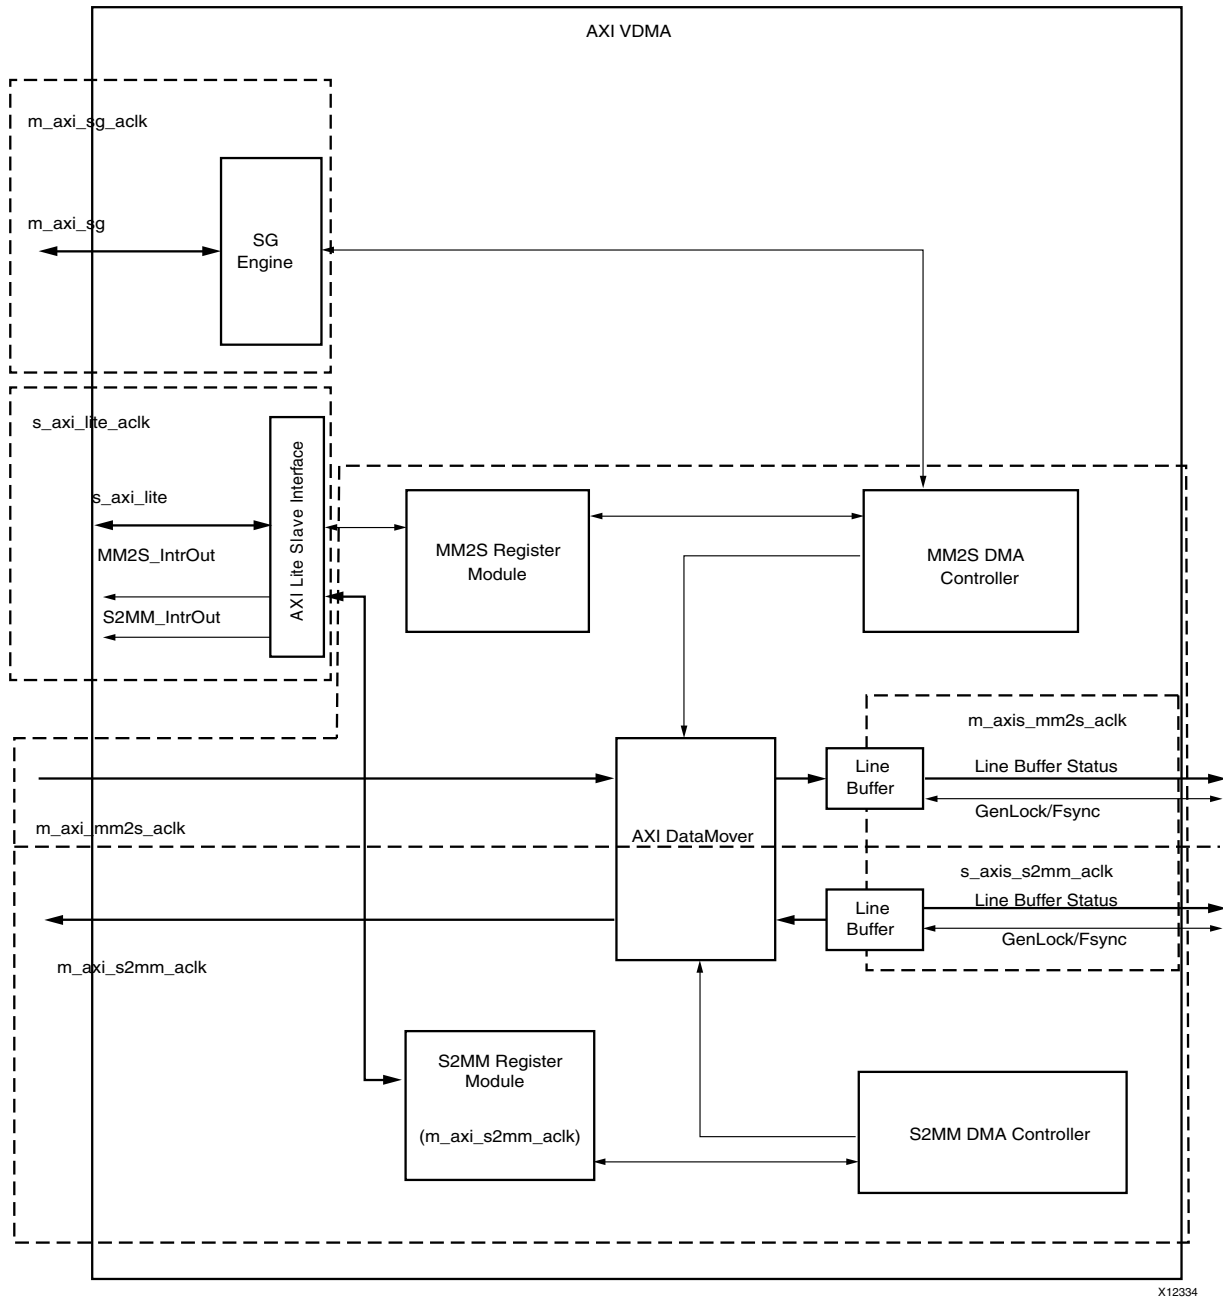 AXI VDMA
m_axi_sg_aclk
m_axi_sg
SG
Engine
s_axi_lite_aclk
s_axi_lite
MM2S_IntrOut
S2MM_IntrOut
AXI Lite Slave Interface
MM2S Register
Module
MM2S DMA
Controller
m_axis_mm2s_aclk
Line
Buffer
Line Buffer Status
GenLock/Fsync
m_axi_mm2s_aclk
AXI DataMover
s_axis_s2mm_aclk
Line
Buffer
Line Buffer Status
GenLock/Fsync
m_axi_s2mm_aclk
S2MM Register
Module
(m_axi_s2mm_aclk)
S2MM DMA Controller
X12334